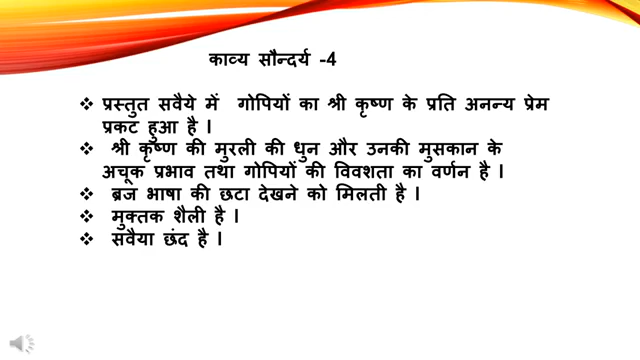 काव्य सौन्दर्य -4
❖ प्रस्तुत सवैये में गोपियों का श्री कृष्ण के प्रति अनन्य प्रेम
प्रकट हुआ है l
❖ श्री कृष्ण की मुरली की धुन और उनकी मुसकान के
अचूक प्रभाव तथा गोपियों की विवशता का वर्णन है l
❖ ब्रज भाषा की छटा देखने को मिलती है l
❖ मुक्तक शैली है l
❖ सवैया छंद है l